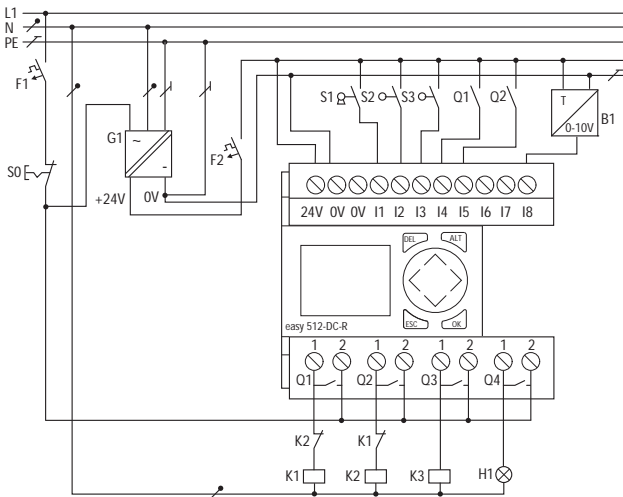 L1
N
PE
F1
S1 S2 S3 Q1 Q2
T
0-10V
B1
G1
~
-
F2
S0
+24V 0V
24V 0V 0V I1 I2 I3 I4 I5 I6 I7 I8
DEL ALT
ESC OK
easy 512-DC-R
1 2 1 2 1 2 1 2
Q1 Q2 Q3 Q4
K2 K1
K1 K2 K3 H1